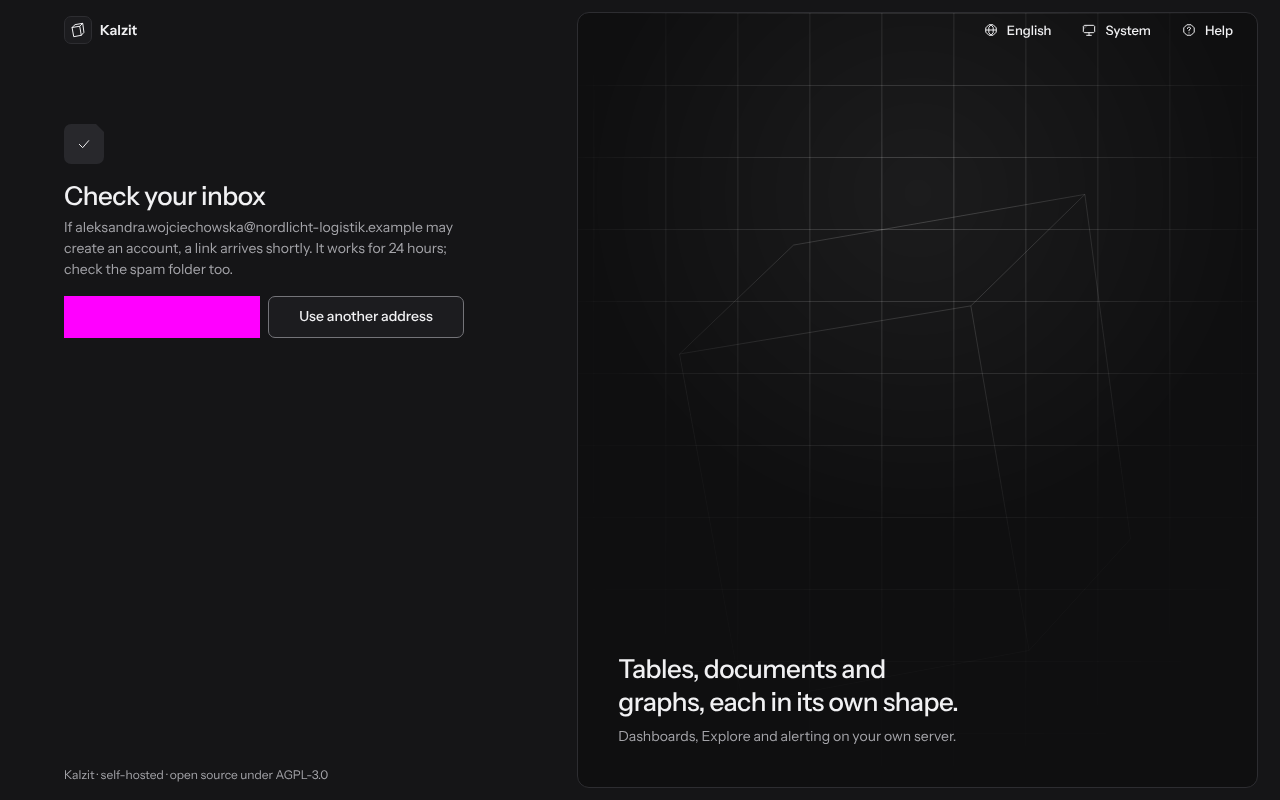 Kalzit
English
System
Help
Check your inbox
If aleksandra.wojciechowska@nordlicht-logistik.example may
create an account, a link arrives shortly. It works for 24 hours;
check the spam folder too.
Use another address
Tables, documents and
graphs, each in its own shape.
Dashboards, Explore and alerting on your own server.
Kalzit · self-hosted · open source under AGPL-3.0